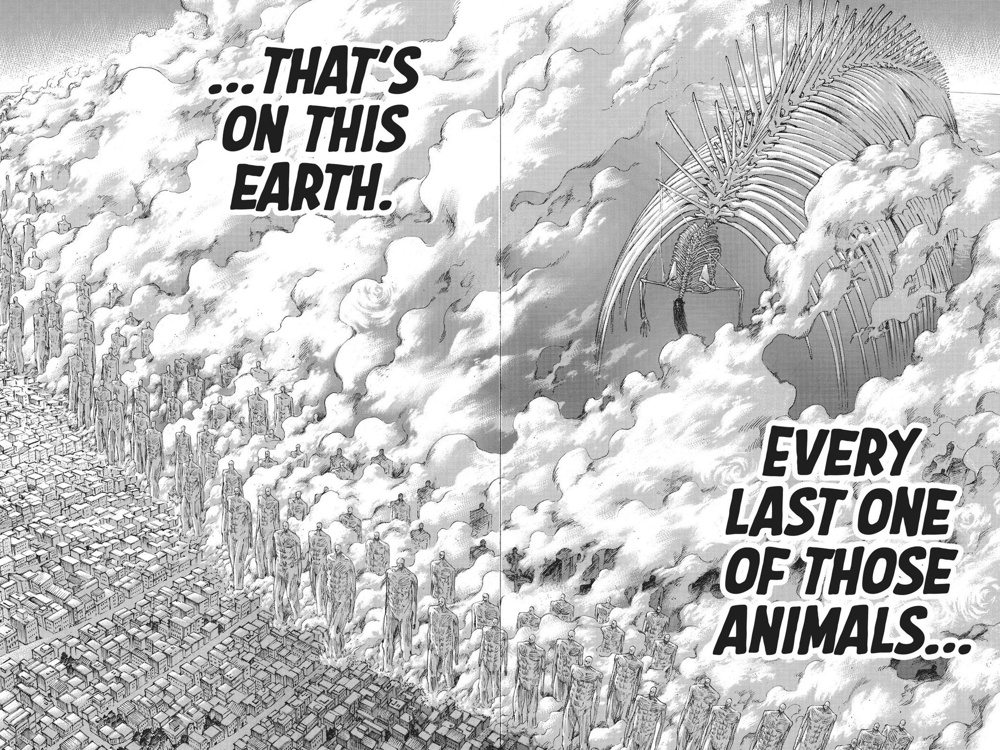 EVERY
LAST ONE
OF THOSE
ANIMALS...
...THAT'S
ON THIS
EARTH.